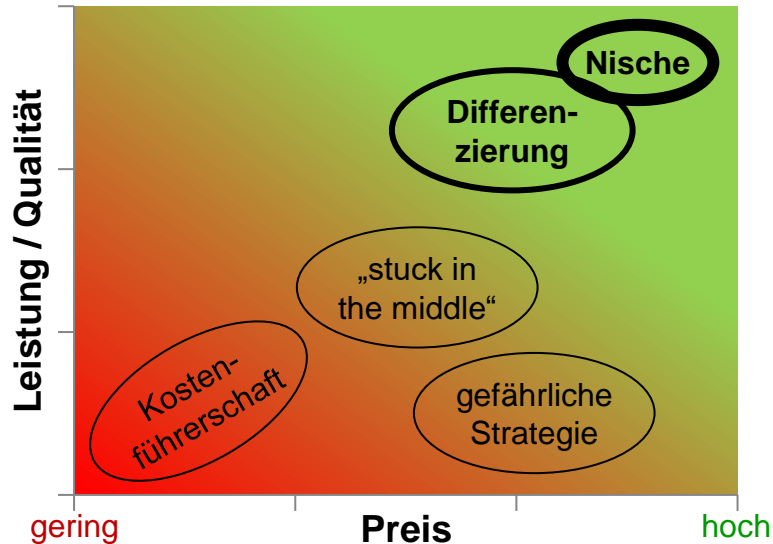 Nische
Differen-
zierung
Leistung / Qualität
„stuck in
the middle“
Kosten-
führerschaft
gefährliche
Strategie
gering
Preis
hoch